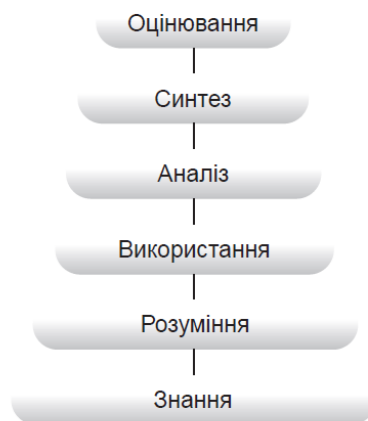 Оцінювання
Синтез
Аналіз
Використання
Розуміння
Знання